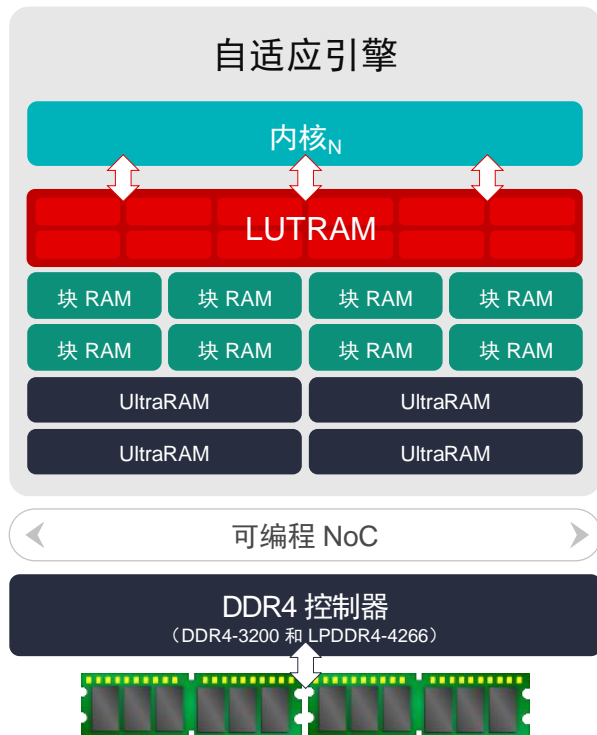 自适应引擎
内核N
LUTRAM
块 RAM 块 RAM 块 RAM 块 RAM
块 RAM 块 RAM 块 RAM 块 RAM
UltraRAM UltraRAM
UltraRAM UltraRAM
可编程 NoC
DDR4 控制器
（DDR4-3200 和 LPDDR4-4266）